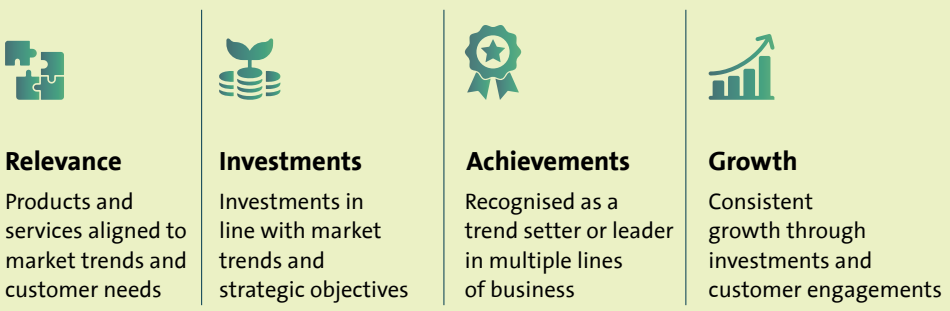 Relevance
Products and
services aligned to
market trends and
customer needs
Investments
Investments in
line with market
trends and
strategic objectives
Achievements
Recognised as a
trend setter or leader
in multiple lines
of business
Growth
Consistent
growth through
investments and
customer engagements